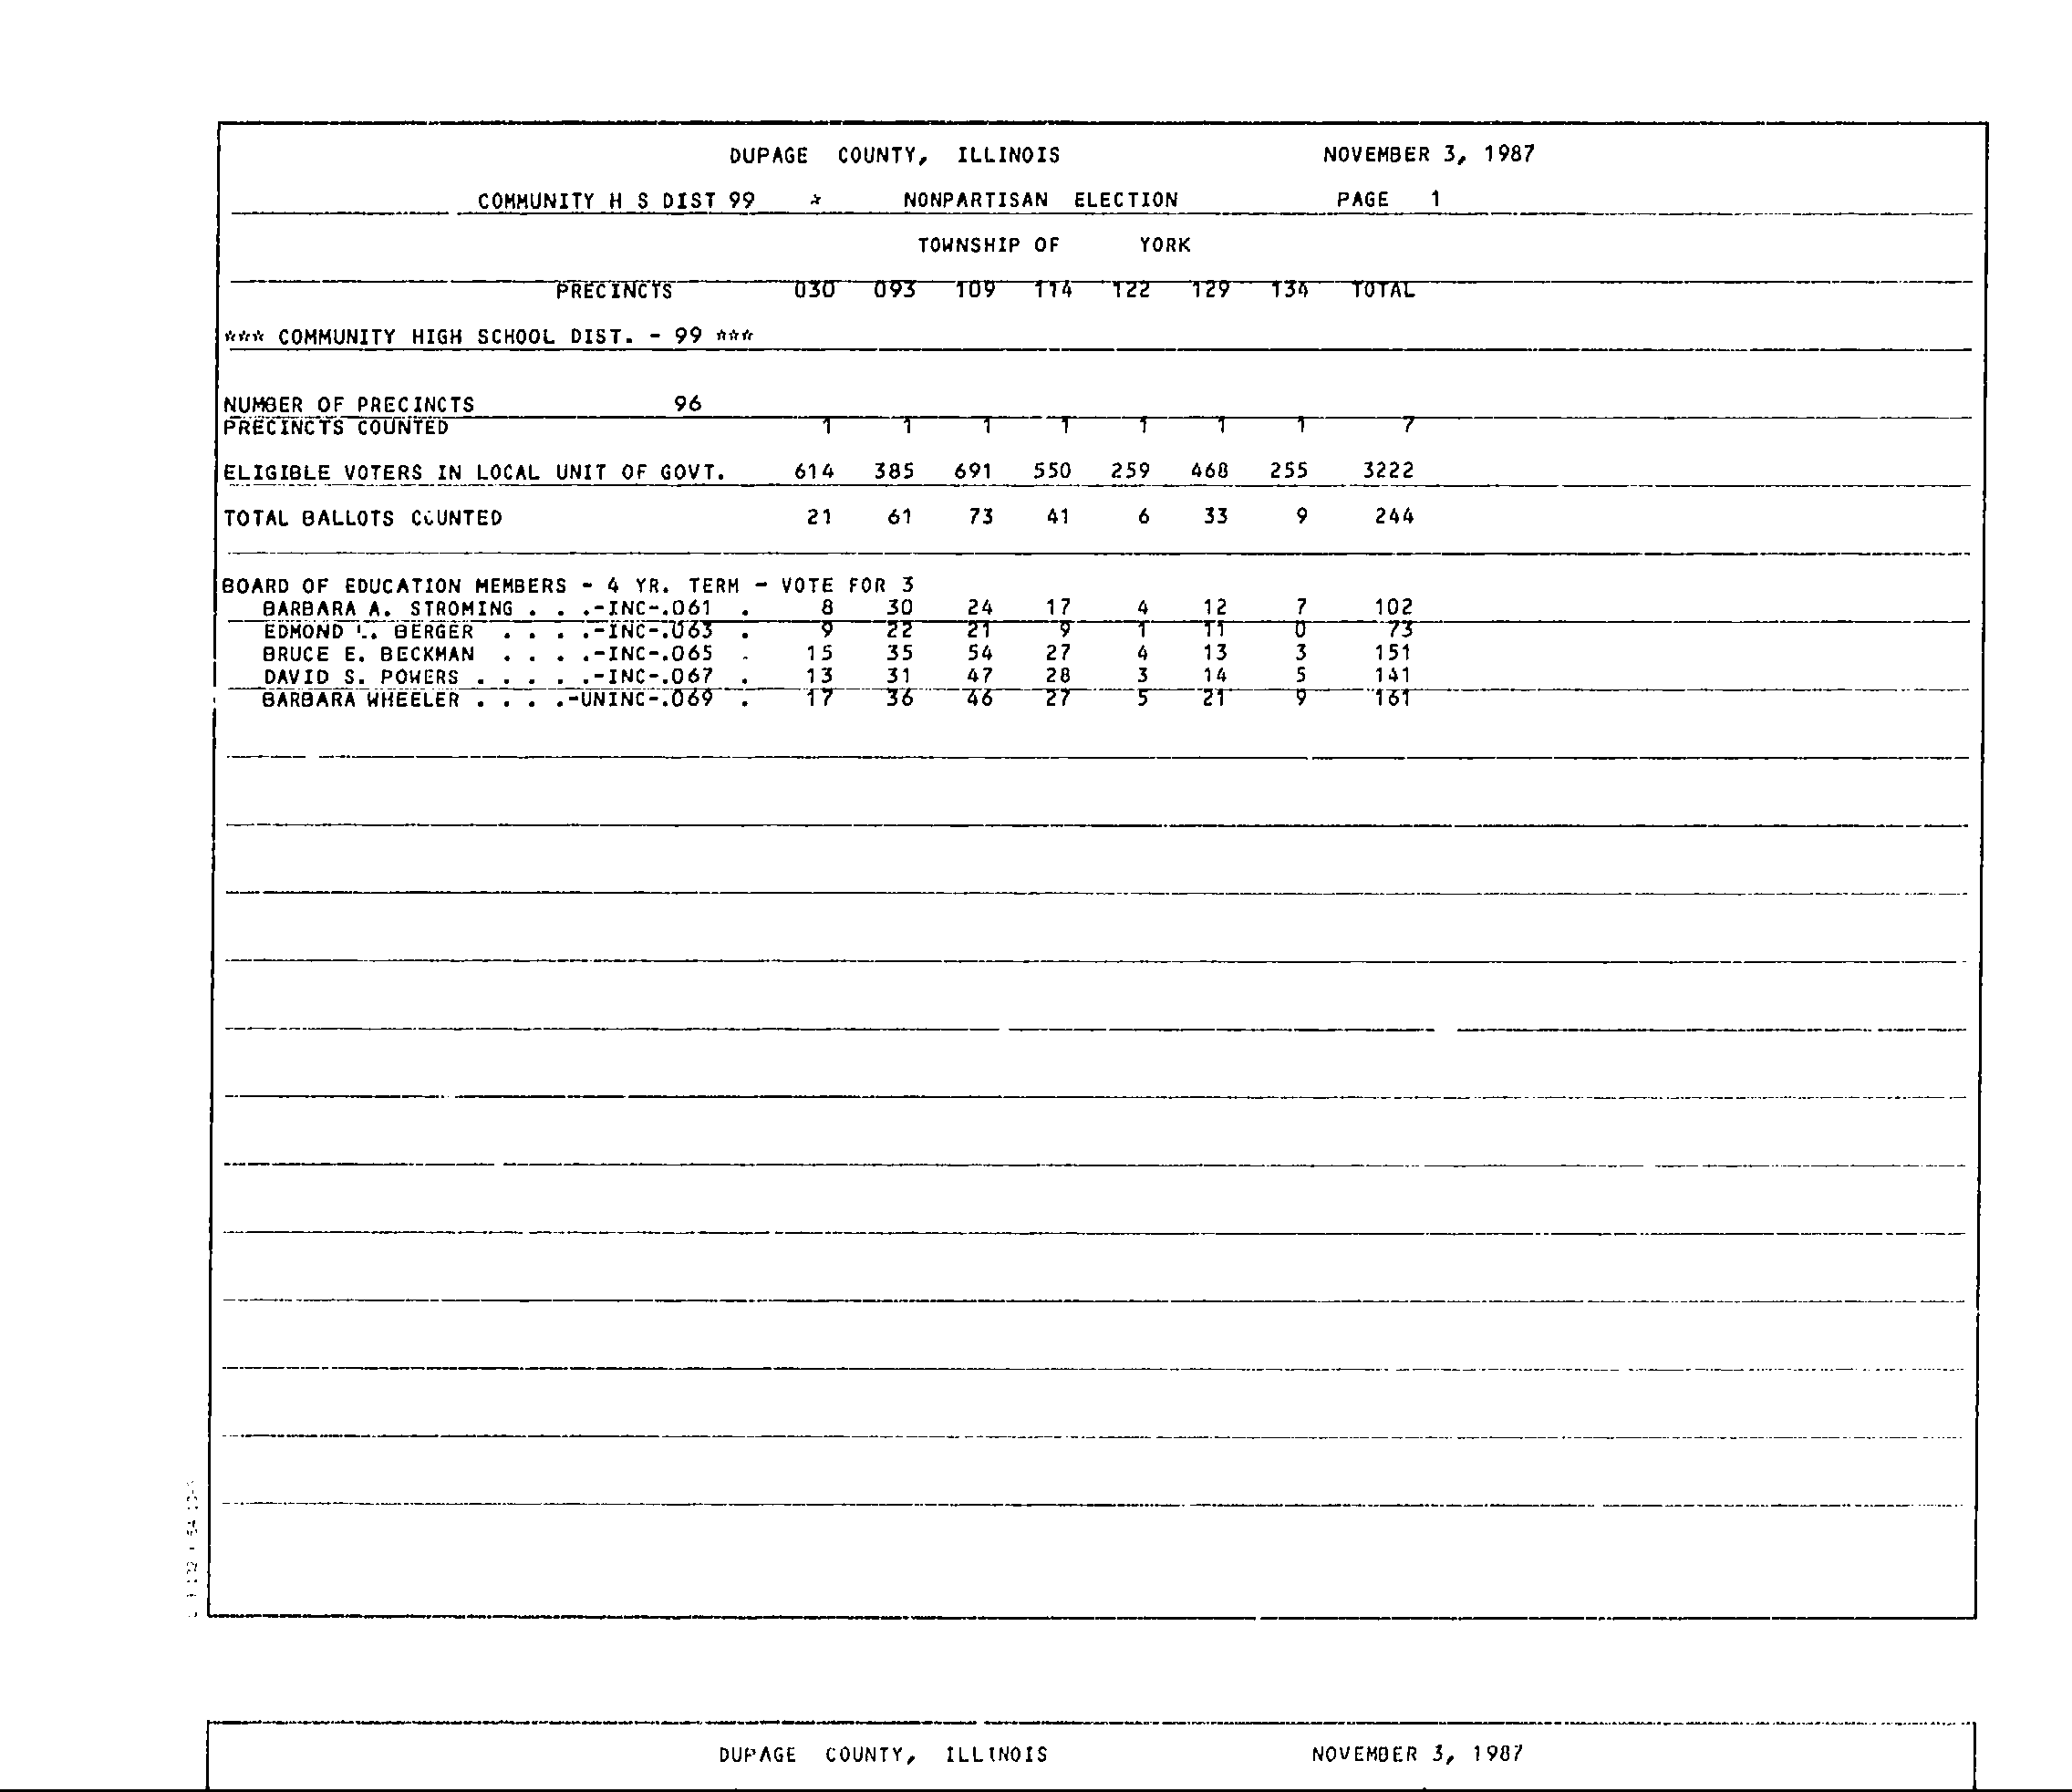 DUPAGE COUNTY, ILLINOIS NOVEMBER 3, 1987
COMMUNITY H S DIST 99 * NONPARTISAN ELECTION PAGE 1
TOWNSHIP OF YORK
PRECINCTS 030 093 109 114 122 129 134 TOTAL
*** COMMUNITY HIGH SCHOOL DIST. - 99 ***
NUMBER OF PRECINCTS 96
PRECINCTS COUNTED 1 1 1 1 1 1 1 7
ELIGIBLE VOTERS IN LOCAL UNIT OF GOVT. 614 385 691 550 259 468 255 3222
TOTAL BALLOTS COUNTED 21 61 73 41 6 33 9 244
BOARD OF EDUCATION MEMBERS - 4 YR. TERM - VOTE FOR 3
BARBARA A. STROMING . . .-INC-.061 . 8 30 24 17 4 12 7 102
EDMOND L. BERGER . . . .-INC-.063 . 9 22 21 9 1 11 0 73
BRUCE E. BECKMAN . . . .-INC-.065 . 15 35 54 27 4 13 3 151
DAVID S. POWERS . . . . .-INC-.067 . 13 31 47 28 3 14 5 141
BARBARA WHEELER . . . .-UNINC-.069 . 17 36 46 27 5 21 9 161
DUPAGE COUNTY, ILLINOIS NOVEMBER 3, 1987